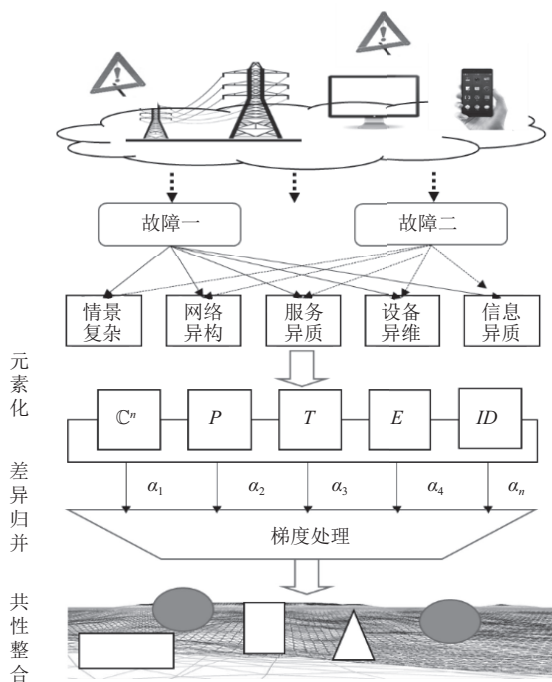 故障一
故障二
情景
复杂
网络
异构
服务
异质
设备
异维
信息
异质
元素化
ℂⁿ
P
T
E
ID
差异归并
α₁
α₂
α₃
α₄
αₙ
梯度处理
共性整合